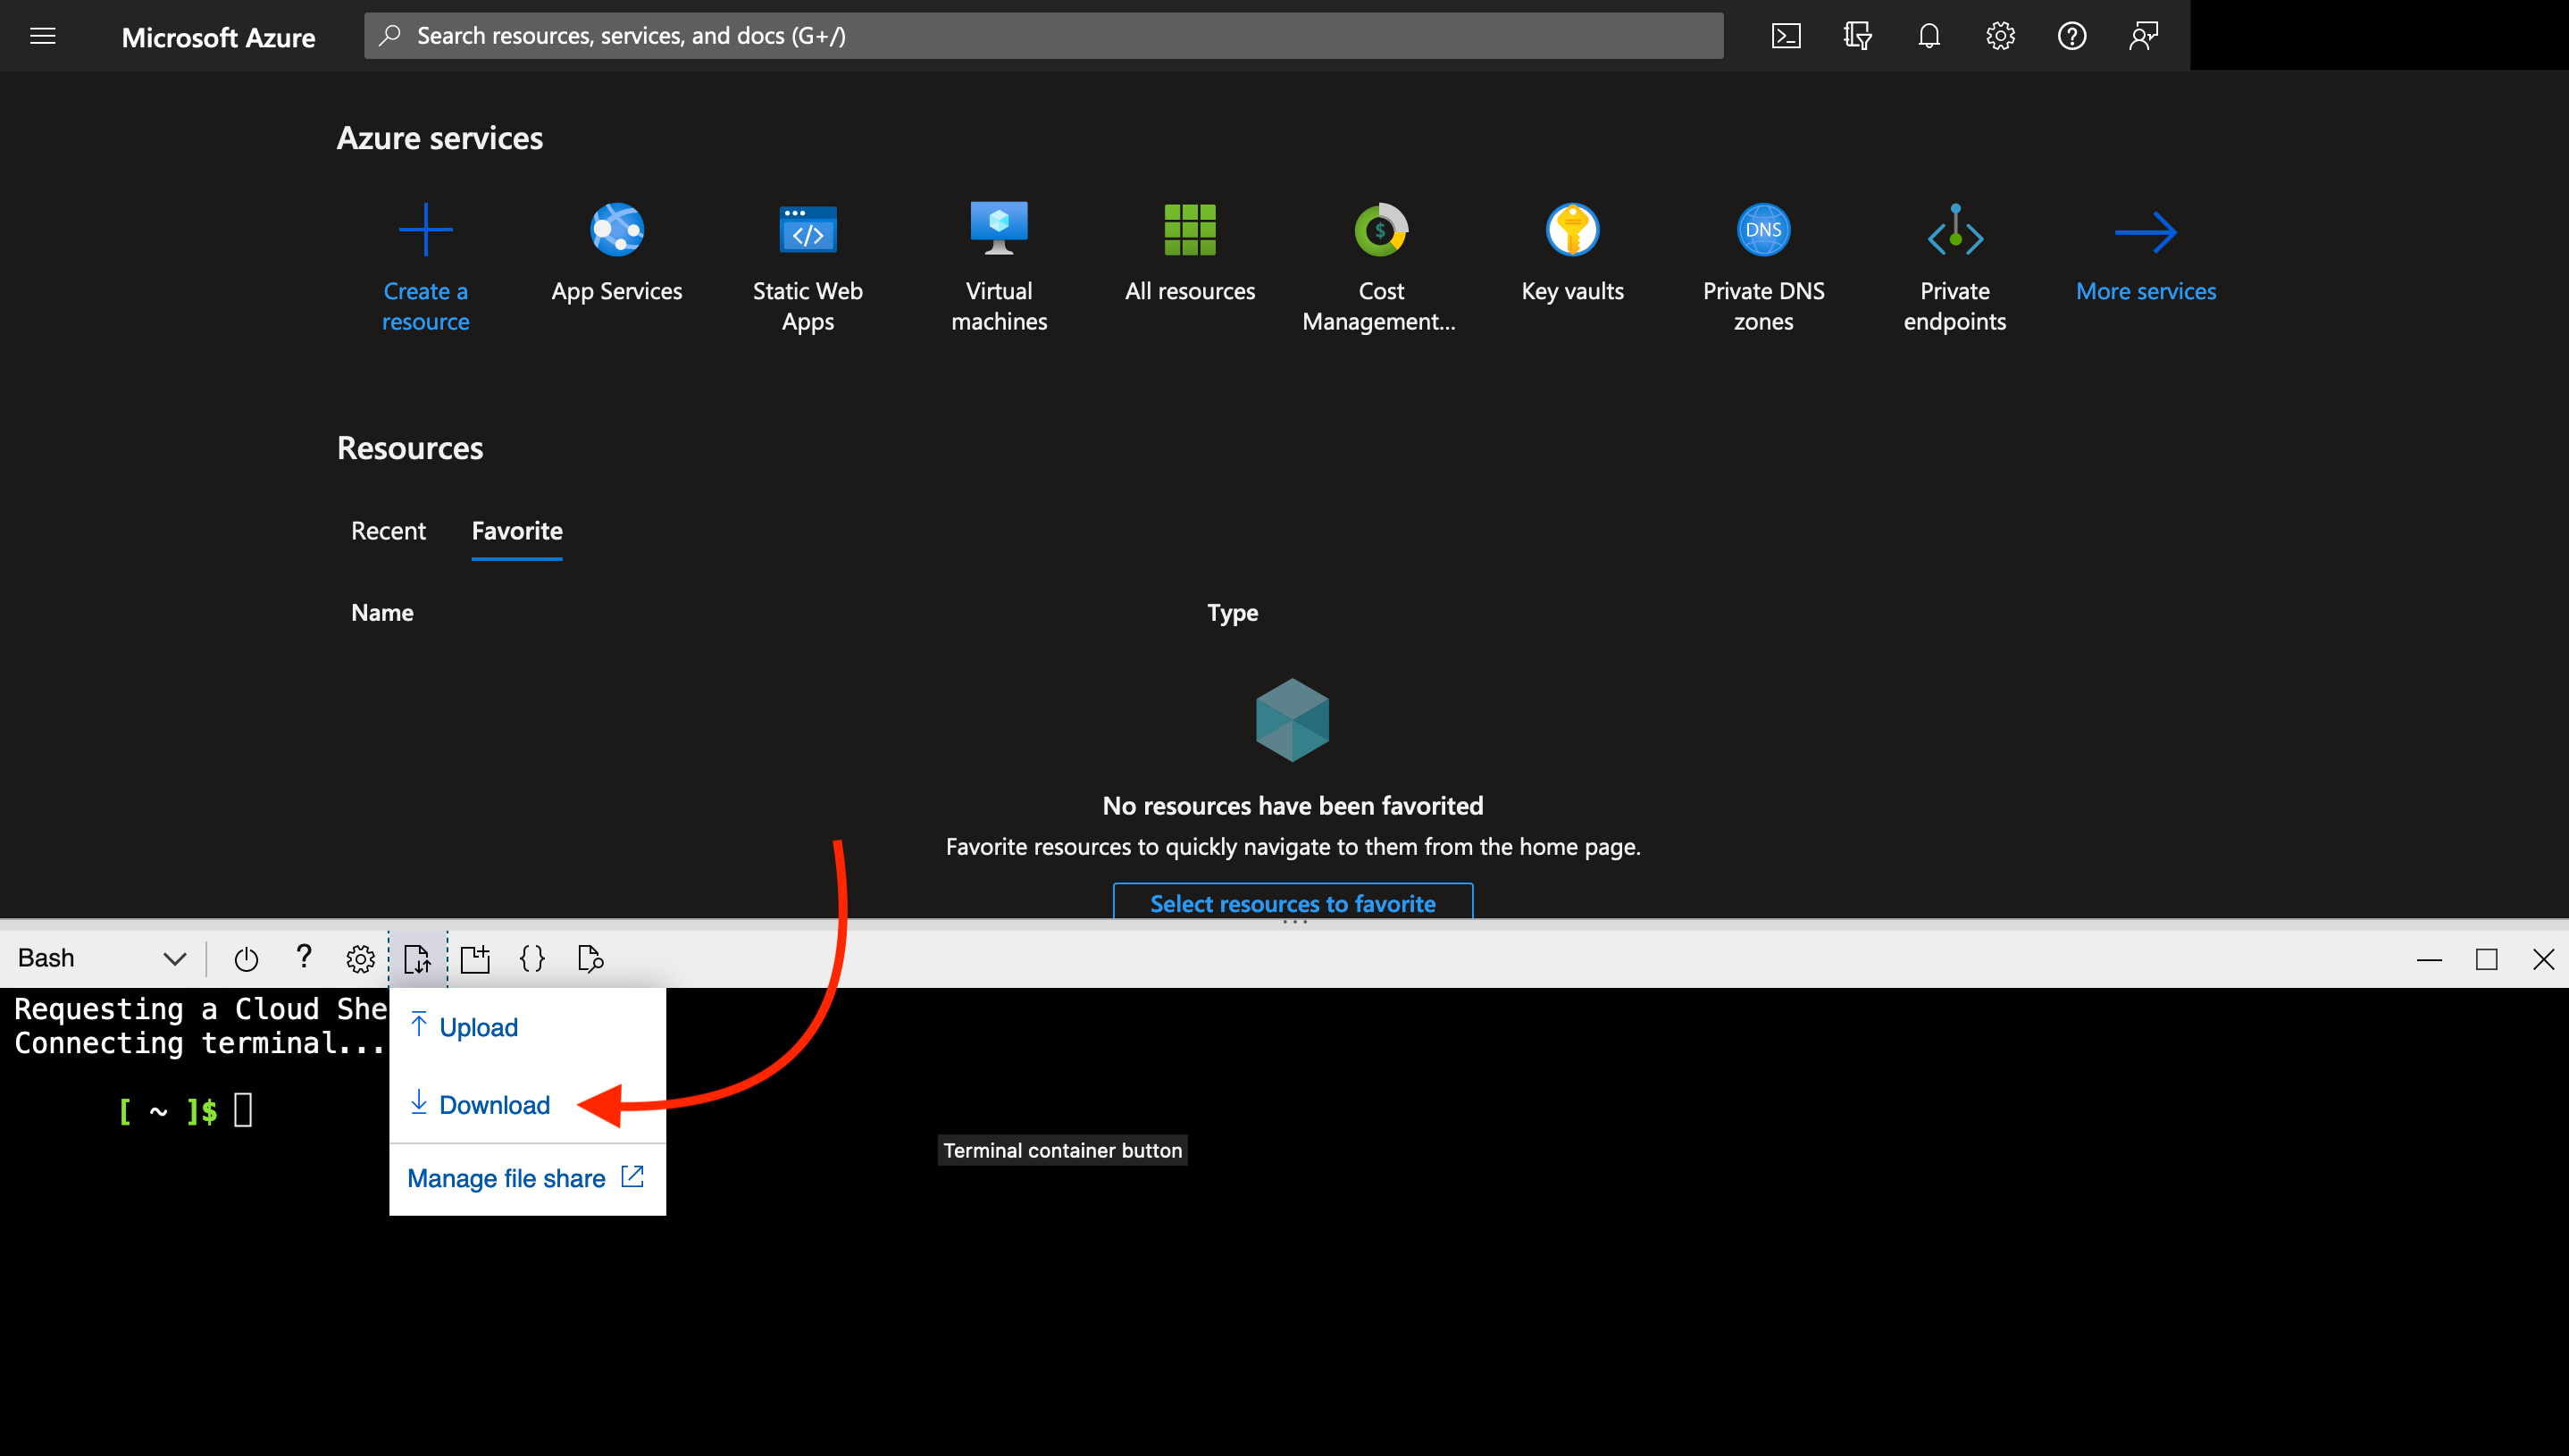 Microsoft Azure
Search resources, services, and docs (G+/)
Azure services
Create a
resource
App Services
Static Web
Apps
Virtual
machines
All resources
$
Cost
Management...
Key vaults
DNS
Private DNS
zones
Private
endpoints
More services
Resources
Recent
Favorite
Name
Type
No resources have been favorited
Favorite resources to quickly navigate to them from the home page.
Select resources to favorite
Bash
Requesting a Cloud She
Connecting terminal...
[ ~ ]$
Upload
Download
Manage file share
Terminal container button